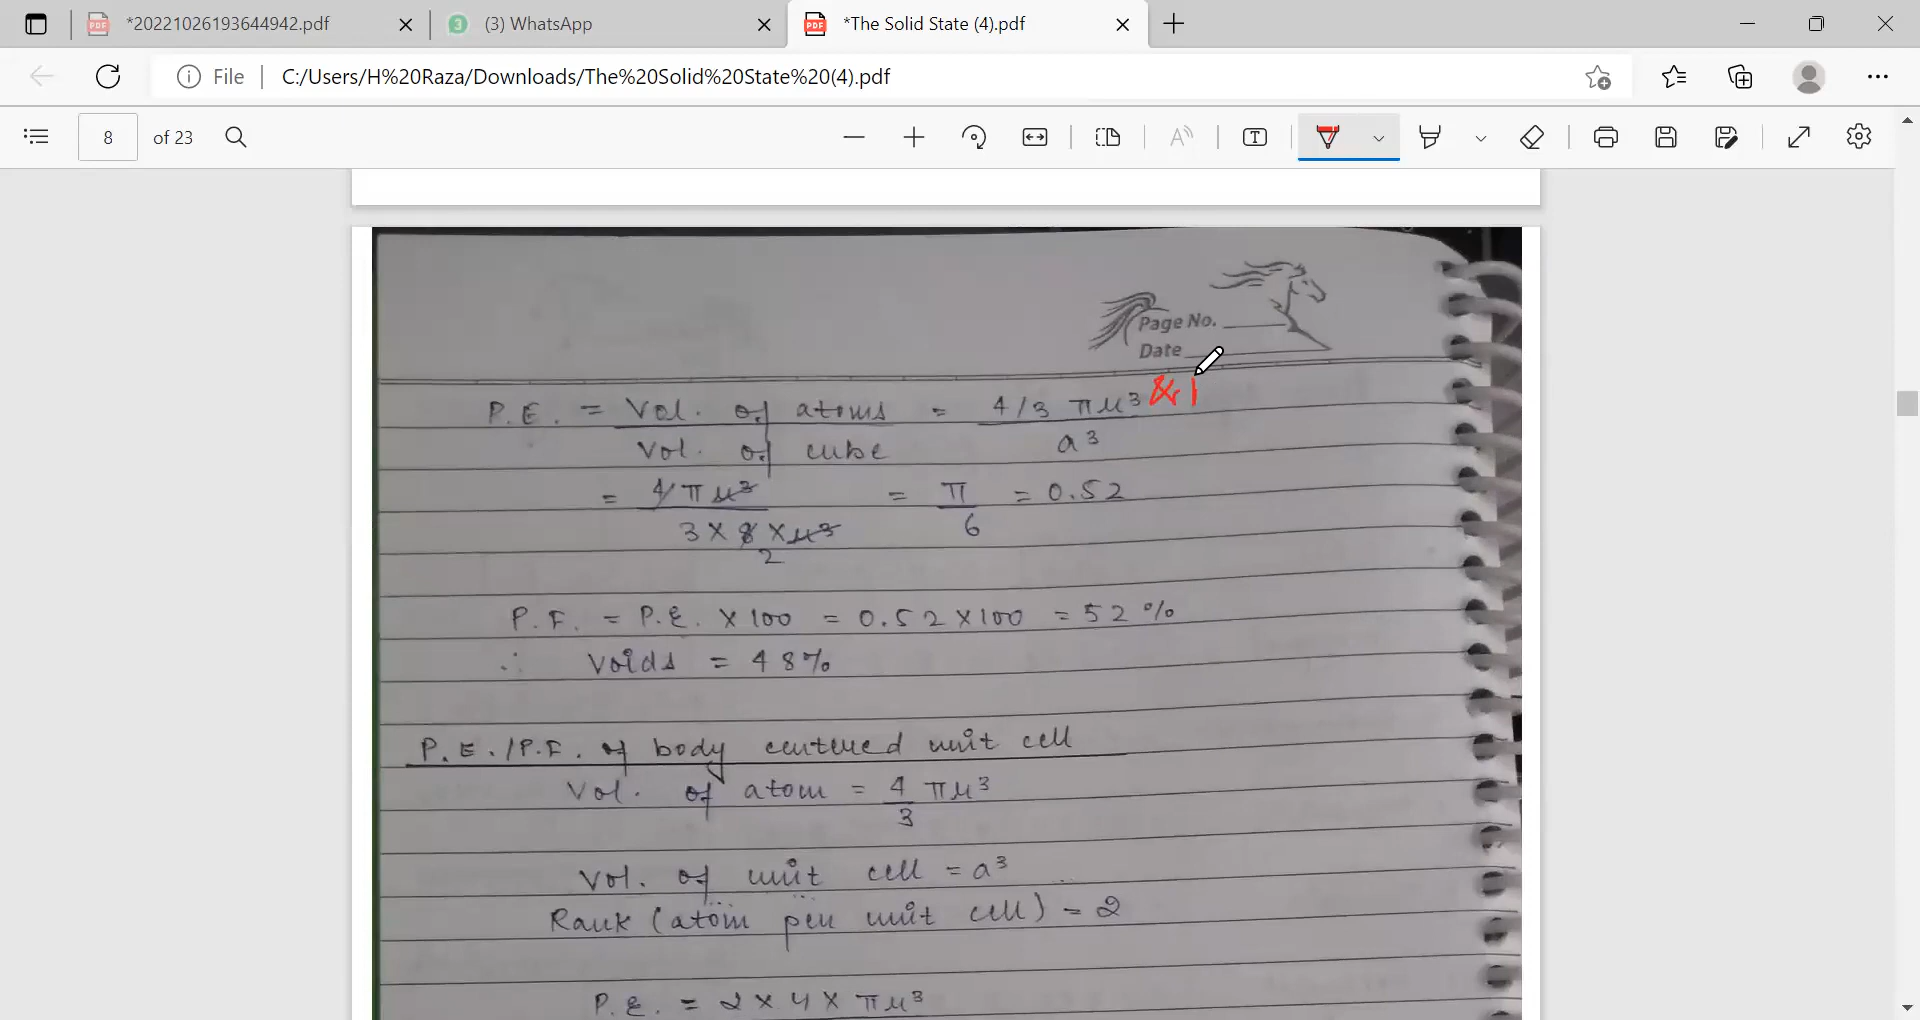 *20221026193644942.pdf
(3) WhatsApp
*The Solid State (4).pdf
File
C:/Users/H%20Raza/Downloads/The%20Solid%20State%20(4).pdf
8 of 23
Page No.
Date
P.E. = Vol. of atoms = 4/3 πr³ &1
Vol. of cube a³
= 4/πr³ = π = 0.52
3 × 8 × r³ 6
2
P.F. = P.E. × 100 = 0.52 × 100 = 52 %
∴ Voids = 48%
P.E./P.F. of body centered unit cell
Vol. of atom = 4 πr³
3
Vol. of unit cell = a³
Rank (atom per unit cell) = 2
P.E. = 2 × 4 × πr³